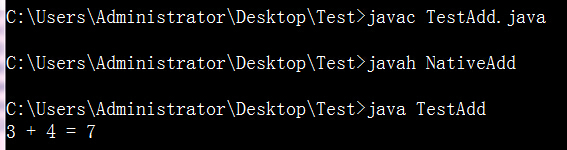 C:\Users\Administrator\Desktop\Test>javac TestAdd.java
C:\Users\Administrator\Desktop\Test>javah NativeAdd
C:\Users\Administrator\Desktop\Test>java TestAdd
3 + 4 = 7